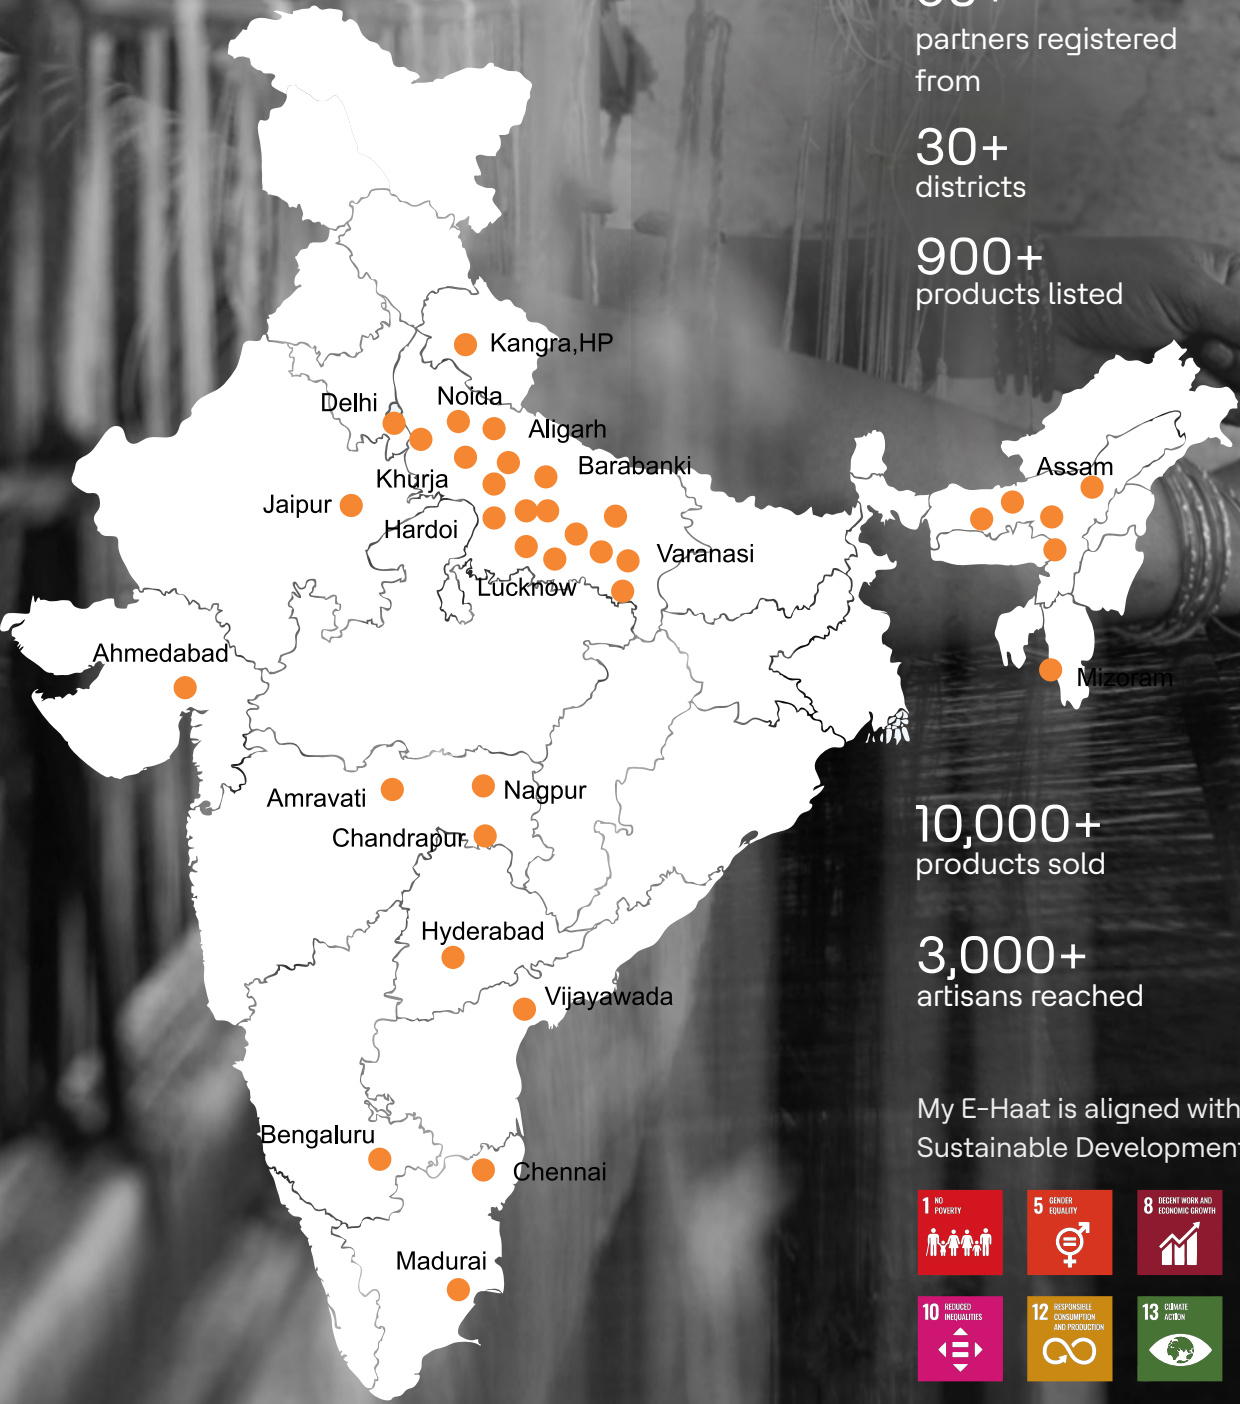 partners registered
from
30+
districts
900+
products listed
Kangra,HP
Delhi
Noida
Aligarh
Barabanki
Khurja
Jaipur
Hardoi
Varanasi
Lucknow
Assam
Mizoram
Ahmedabad
Amravati
Nagpur
Chandrapur
Hyderabad
Vijayawada
Bengaluru
Chennai
Madurai
10,000+
products sold
3,000+
artisans reached
My E-Haat is aligned with
Sustainable Development
1 NO
POVERTY
5 GENDER
EQUALITY
8 DECENT WORK AND
ECONOMIC GROWTH
10 REDUCED
INEQUALITIES
12 RESPONSIBLE
CONSUMPTION
AND PRODUCTION
13 CLIMATE
ACTION